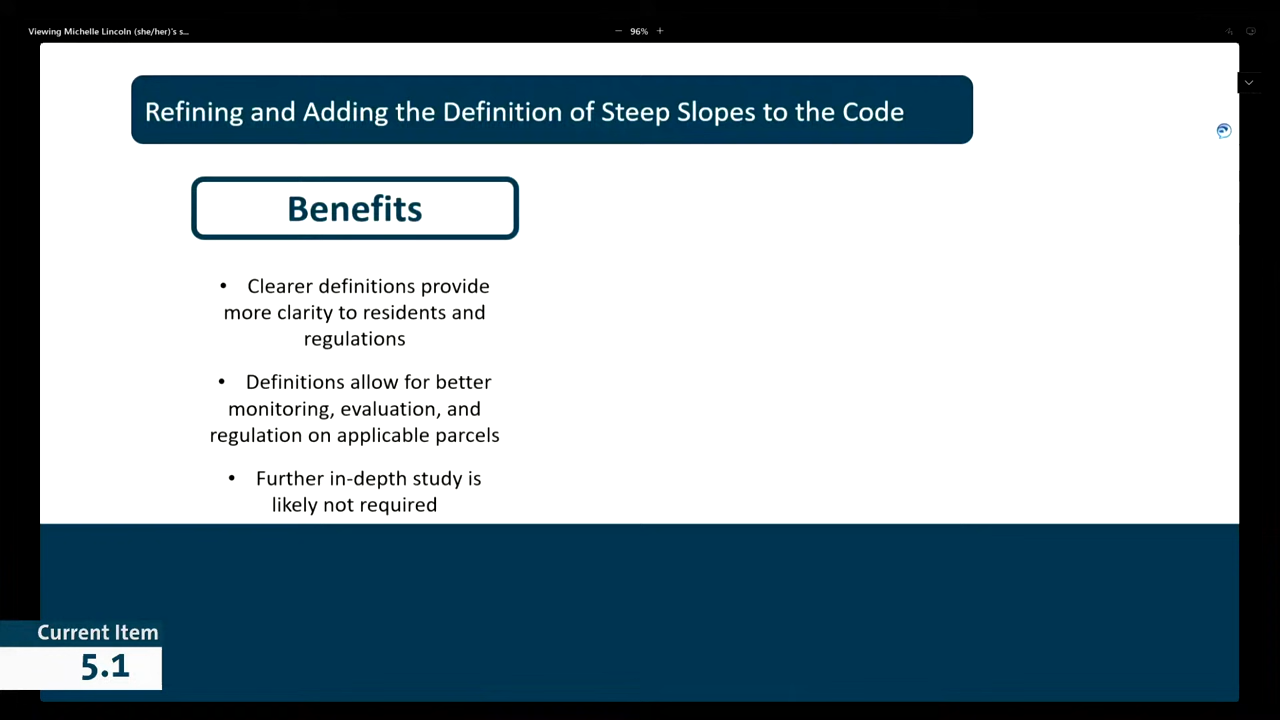 Viewing Michelle Lincoln (she/her)'s s...
− 96% +
Refining and Adding the Definition of Steep Slopes to the Code
Benefits
• Clearer definitions provide
more clarity to residents and
regulations
• Definitions allow for better
monitoring, evaluation, and
regulation on applicable parcels
• Further in-depth study is
likely not required
Current Item
5.1